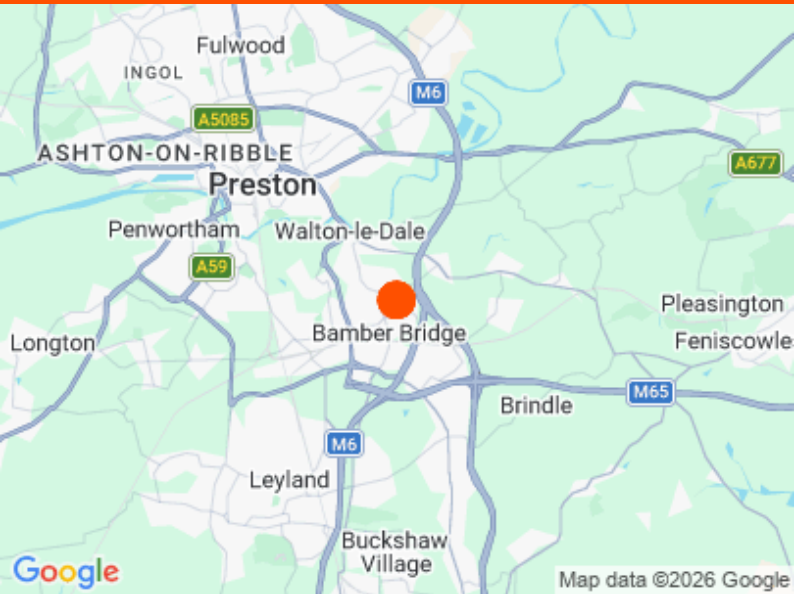 Fulwood
INGOL
M6
A5085
ASHTON-ON-RIBBLE
A677
Preston
Penwortham
Walton-le-Dale
A59
Pleasington
Bamber Bridge
Feniscowle
Longton
M65
Brindle
M6
Leyland
Buckshaw
Village
Google
Map data ©2026 Google